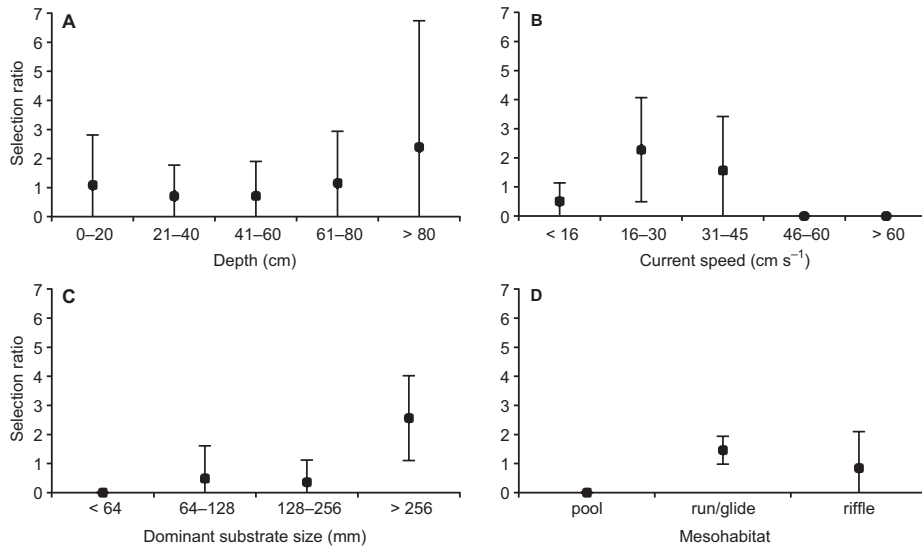 A
Selection ratio
7
6
5
4
3
2
1
0
0–20 21–40 41–60 61–80 > 80
Depth (cm)
B
7
6
5
4
3
2
1
0
< 16 16–30 31–45 46–60 > 60
Current speed (cm s⁻¹)
C
Selection ratio
7
6
5
4
3
2
1
0
< 64 64–128 128–256 > 256
Dominant substrate size (mm)
D
7
6
5
4
3
2
1
0
pool run/glide riffle
Mesohabitat